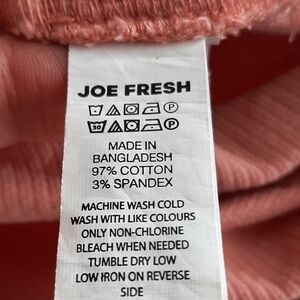 JOE FRESH
30
MADE IN
BANGLADESH
97% COTTON
3% SPANDEX
MACHINE WASH COLD
WASH WITH LIKE COLOURS
ONLY NON-CHLORINE
BLEACH WHEN NEEDED
TUMBLE DRY LOW
LOW IRON ON REVERSE
SIDE